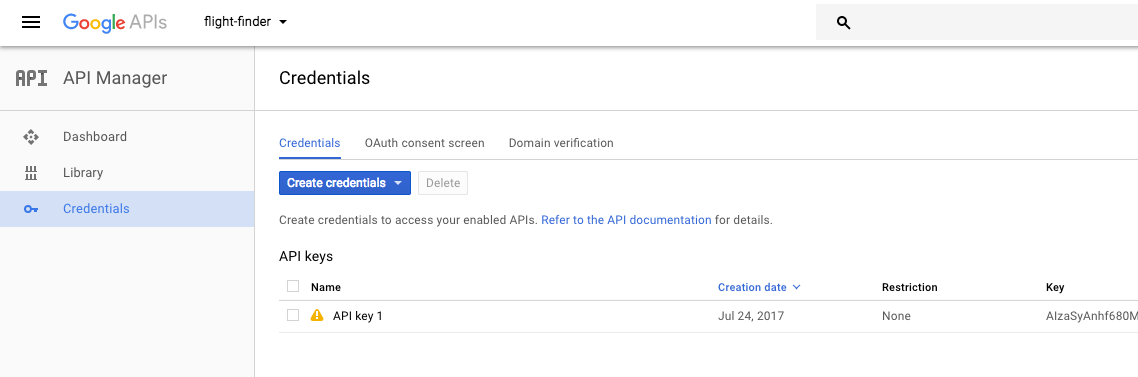 Google APIs flight-finder
API API Manager
Credentials
Dashboard
Library
Credentials
Credentials OAuth consent screen Domain verification
Create credentials Delete
Create credentials to access your enabled APIs. Refer to the API documentation for details.
API keys
Name Creation date Restriction Key
API key 1 Jul 24, 2017 None AIzaSyAnhf680M